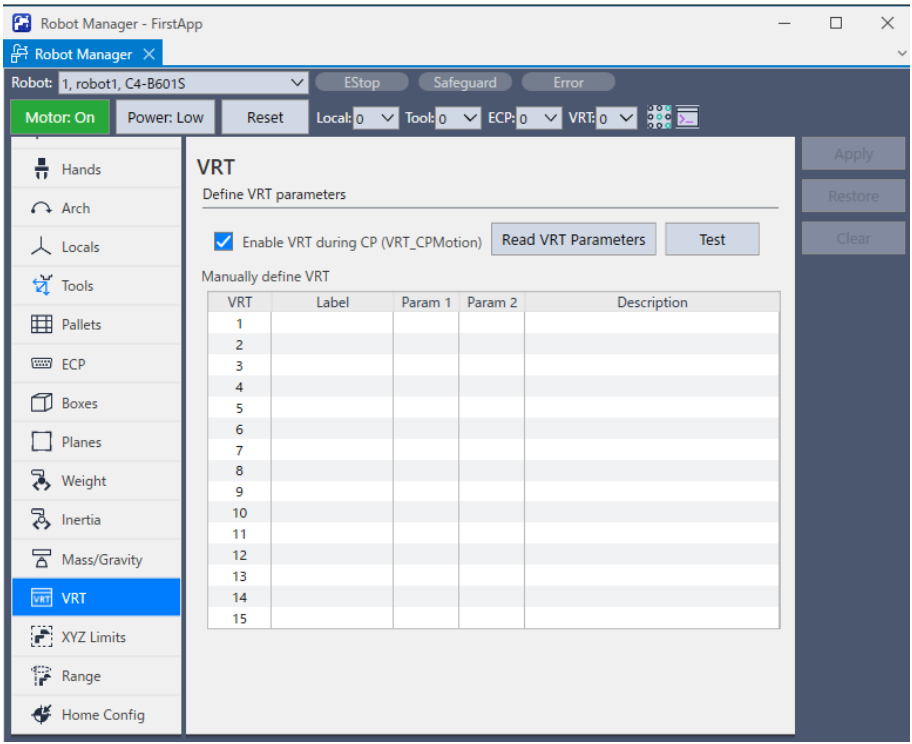 Robot Manager - FirstApp
Robot Manager
Robot: 1, robot1, C4-B601S EStop Safeguard Error
Motor: On Power: Low Reset Local: 0 Tool: 0 ECP: 0 VRT: 0
Hands
Arch
Locals
Tools
Pallets
ECP
Boxes
Planes
Weight
Inertia
Mass/Gravity
VRT VRT
XYZ Limits
Range
Home Config
VRT
Define VRT parameters
Enable VRT during CP (VRT_CPMotion) Read VRT Parameters Test
Manually define VRT
VRT Label Param 1 Param 2 Description
1
2
3
4
5
6
7
8
9
10
11
12
13
14
15
Apply
Restore
Clear